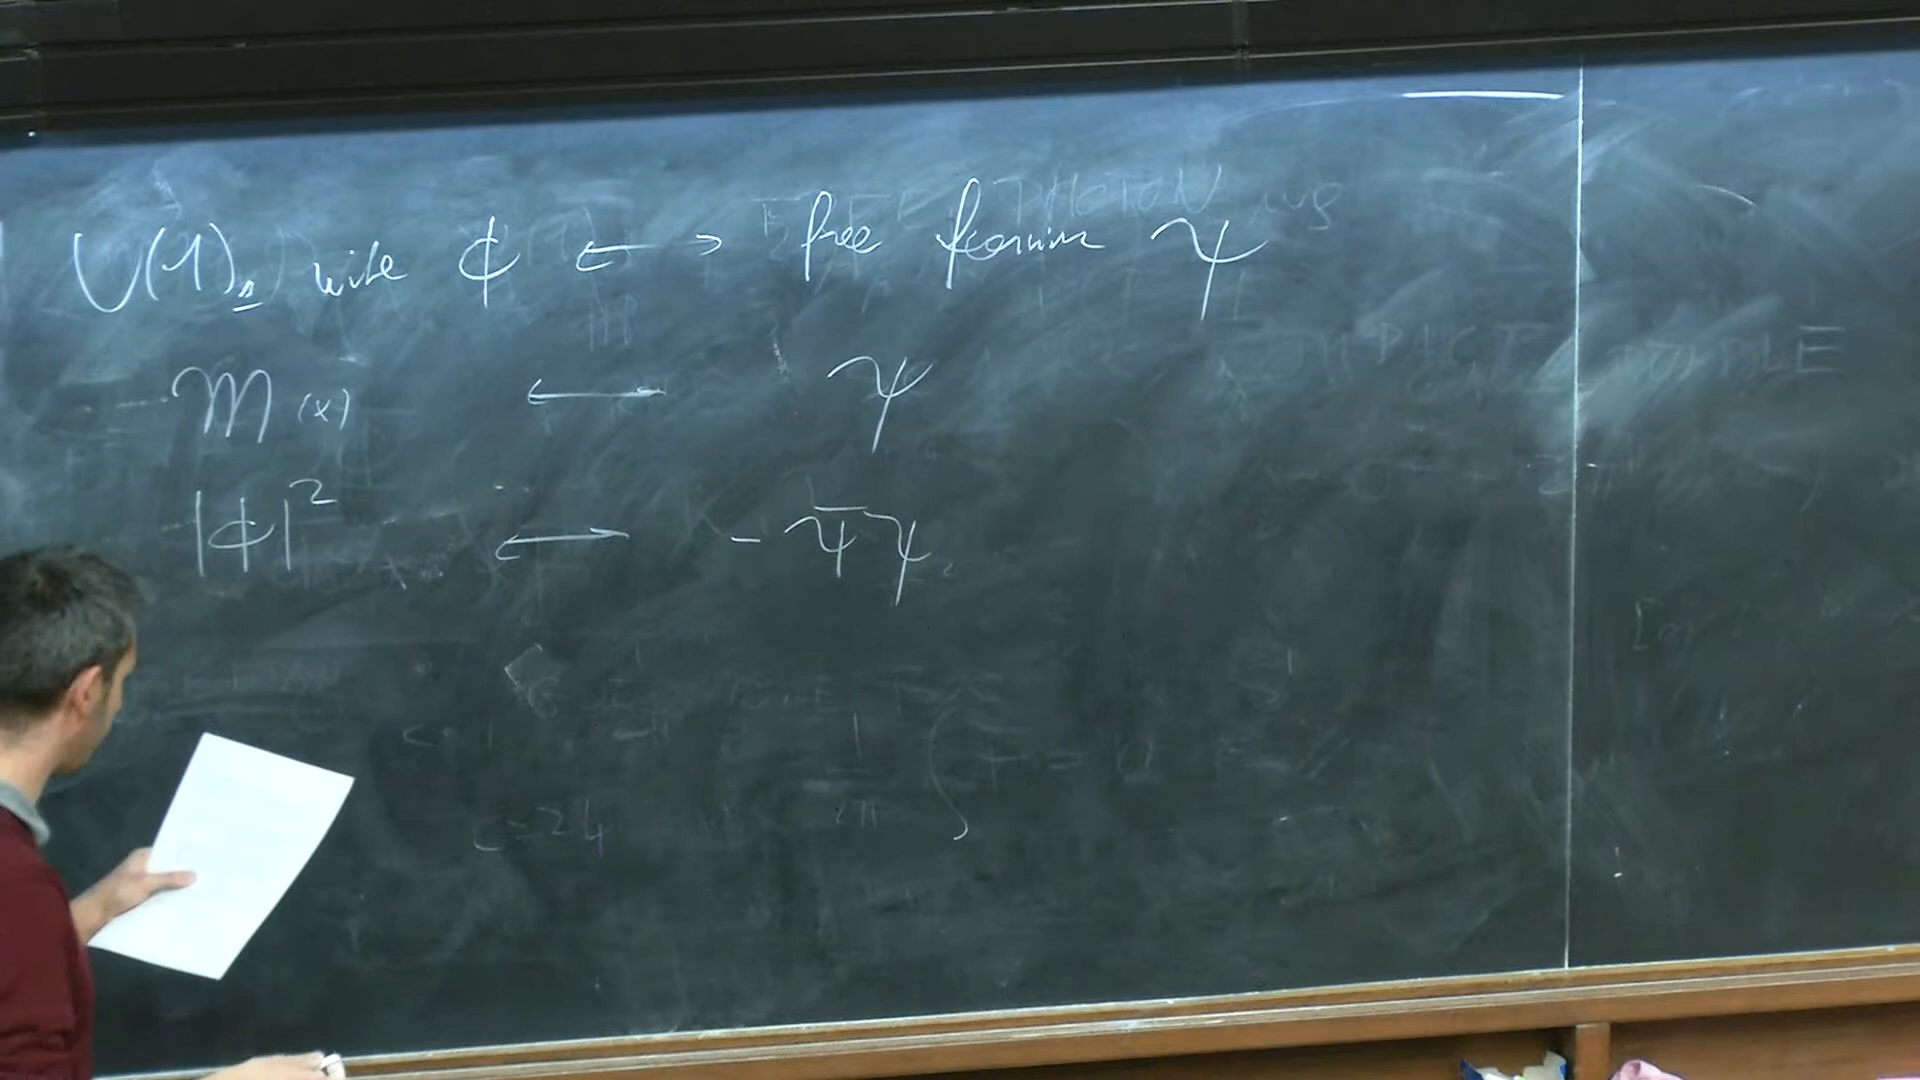 U(1)₁ with ϕ ⟷ free fermion ψ
𝔐(x) ⟷ ψ
|ϕ|² ⟷ - ψ̄ψ